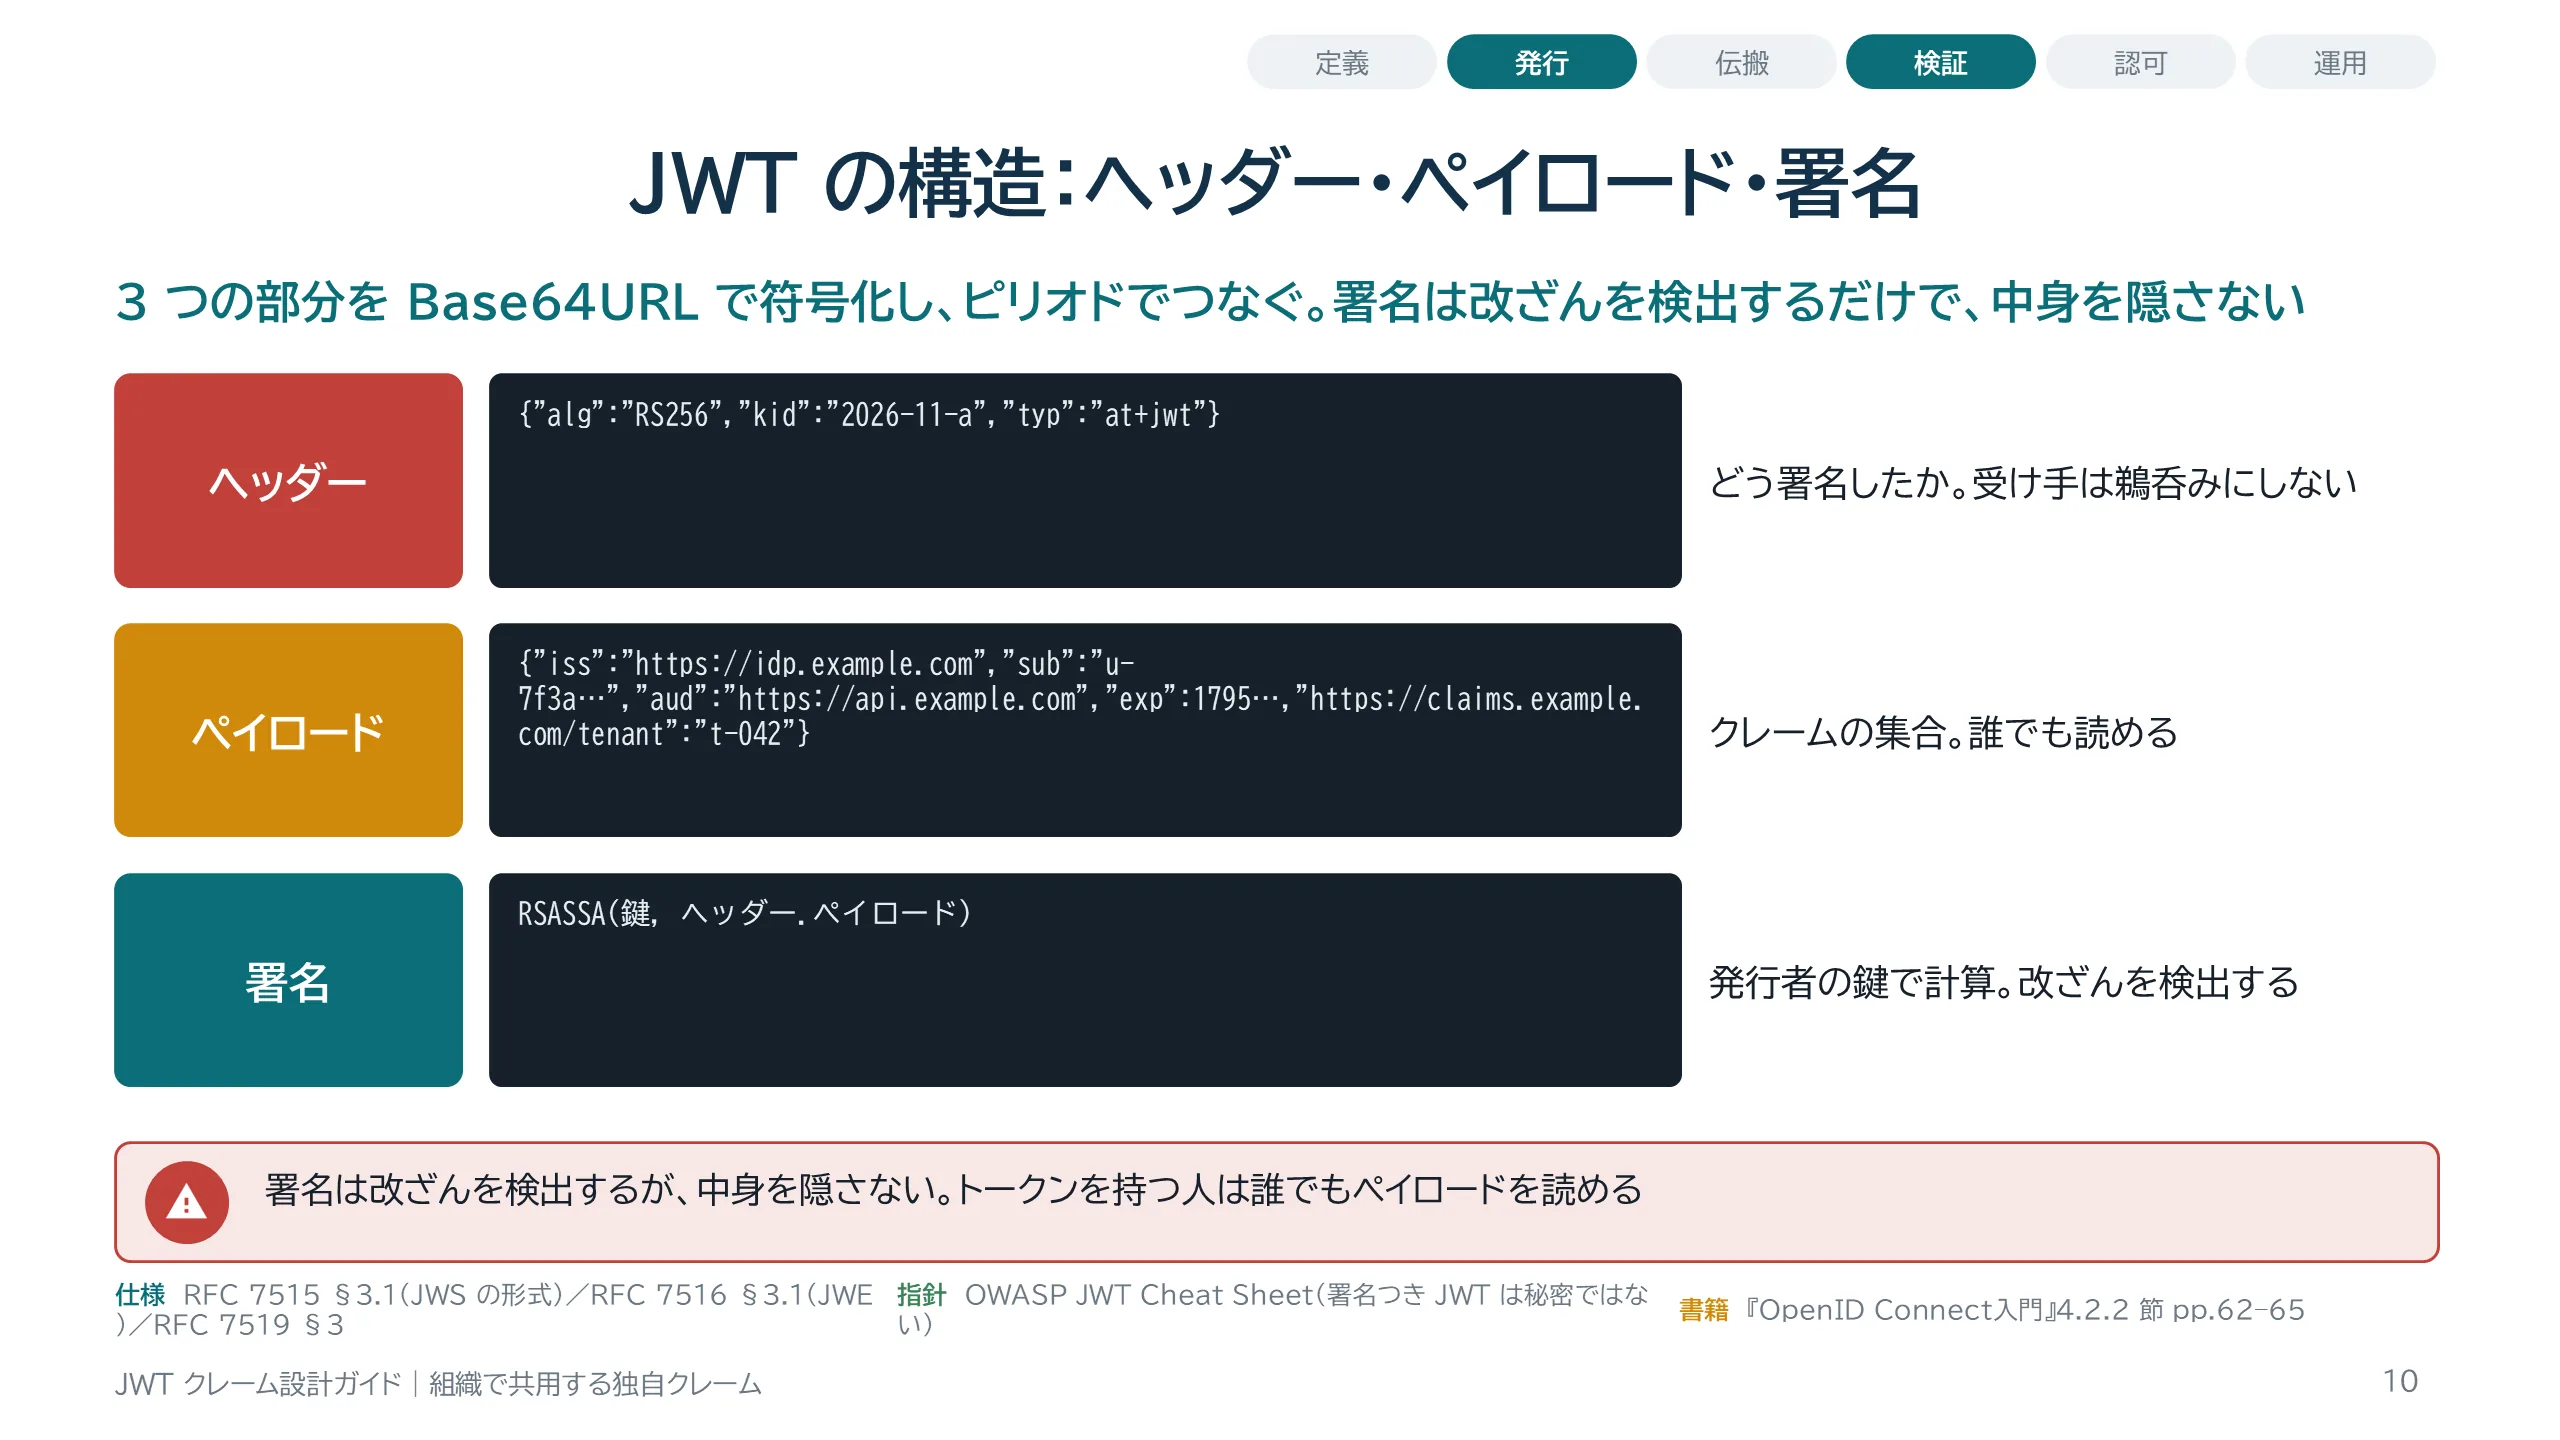 定義
発行
伝搬
検証
認可
運用
JWT の構造：ヘッダー・ペイロード・署名
3 つの部分を Base64URL で符号化し、ピリオドでつなぐ。署名は改ざんを検出するだけで、中身を隠さない
ヘッダー
{”alg”:”RS256”,”kid”:”2026-11-a”,”typ”:”at+jwt”}
どう署名したか。受け手は鵜呑みにしない
ペイロード
{”iss”:”https://idp.example.com”,”sub”:”u-
7f3a…”,”aud”:”https://api.example.com”,”exp”:1795…,”https://claims.example.
com/tenant”:”t-042”}
クレームの集合。誰でも読める
署名
RSASSA(鍵, ヘッダー.ペイロード)
発行者の鍵で計算。改ざんを検出する
署名は改ざんを検出するが、中身を隠さない。トークンを持つ人は誰でもペイロードを読める
仕様 RFC 7515 §3.1（JWS の形式）／RFC 7516 §3.1（JWE
）／RFC 7519 §3
指針 OWASP JWT Cheat Sheet（署名つき JWT は秘密ではな
い）
書籍 『OpenID Connect入門』4.2.2 節 pp.62–65
JWT クレーム設計ガイド｜組織で共用する独自クレーム
10